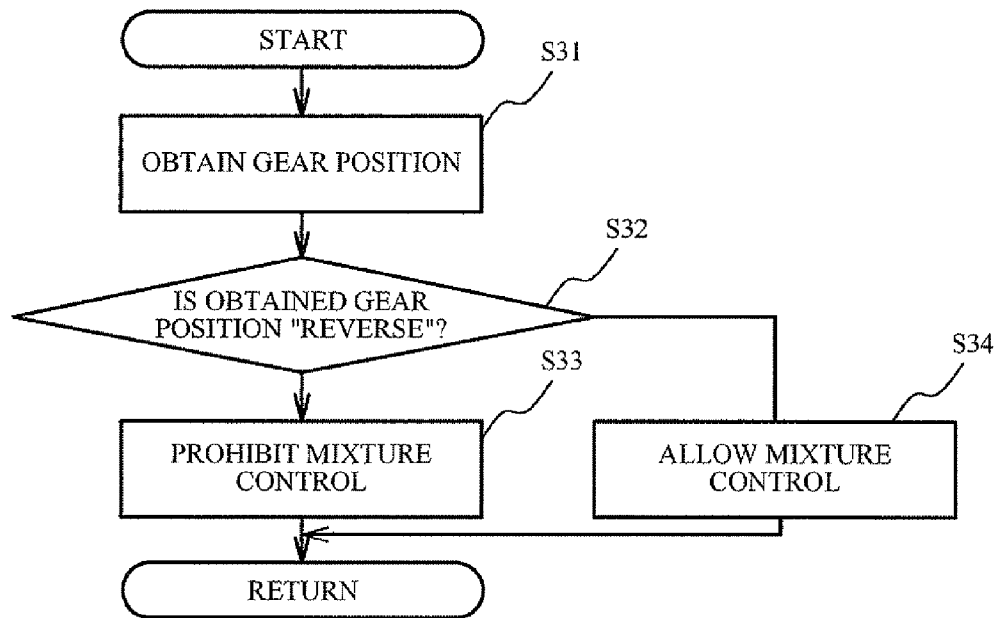 START
S31
OBTAIN GEAR POSITION
S32
IS OBTAINED GEAR
POSITION "REVERSE"?
S33
S34
PROHIBIT MIXTURE
CONTROL
ALLOW MIXTURE
CONTROL
RETURN